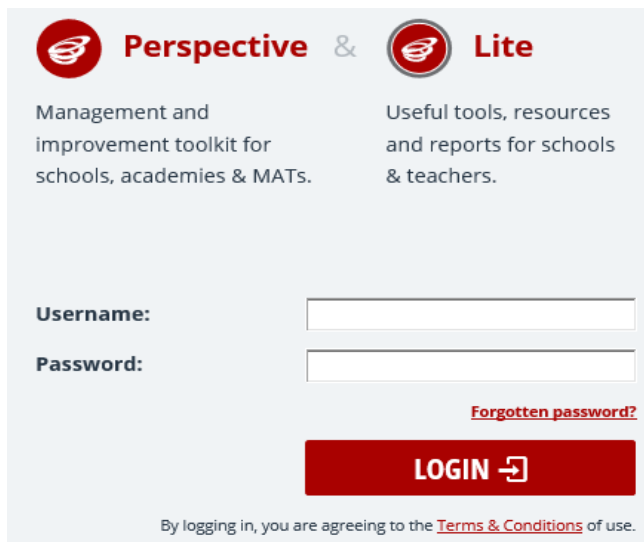 Perspective & Lite
Management and
improvement toolkit for
schools, academies & MATs.
Useful tools, resources
and reports for schools
& teachers.
Username:
Password:
Forgotten password?
LOGIN
By logging in, you are agreeing to the Terms & Conditions of use.